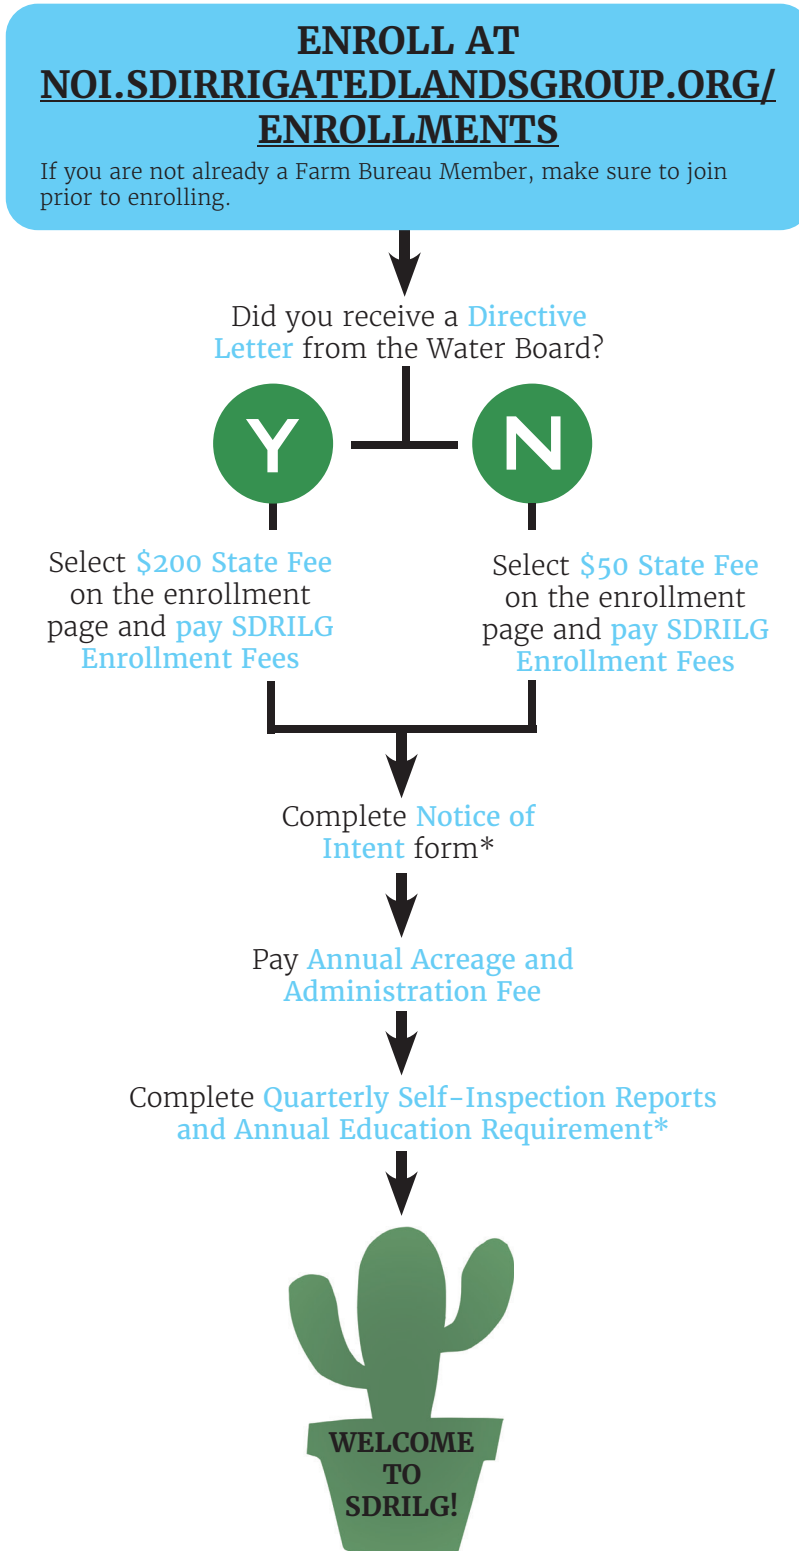 ENROLL AT
NOI.SDIRRIGATEDLANDSGROUP.ORG/
ENROLLMENTS
If you are not already a Farm Bureau Member, make sure to join
prior to enrolling.
Did you receive a Directive
Letter from the Water Board?
Y
N
Select $200 State Fee
on the enrollment
page and pay SDRILG
Enrollment Fees
Select $50 State Fee
on the enrollment
page and pay SDRILG
Enrollment Fees
Complete Notice of
Intent form*
Pay Annual Acreage and
Administration Fee
Complete Quarterly Self-Inspection Reports
and Annual Education Requirement*
WELCOME
TO
SDRILG!